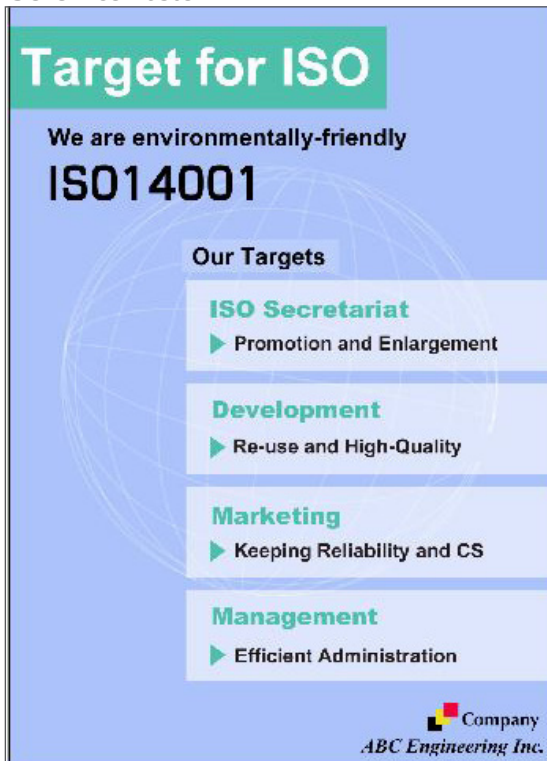 Target for ISO
We are environmentally-friendly
ISO14001
Our Targets
ISO Secretariat
Promotion and Enlargement
Development
Re-use and High-Quality
Marketing
Keeping Reliability and CS
Management
Efficient Administration
Company
ABC Engineering Inc.